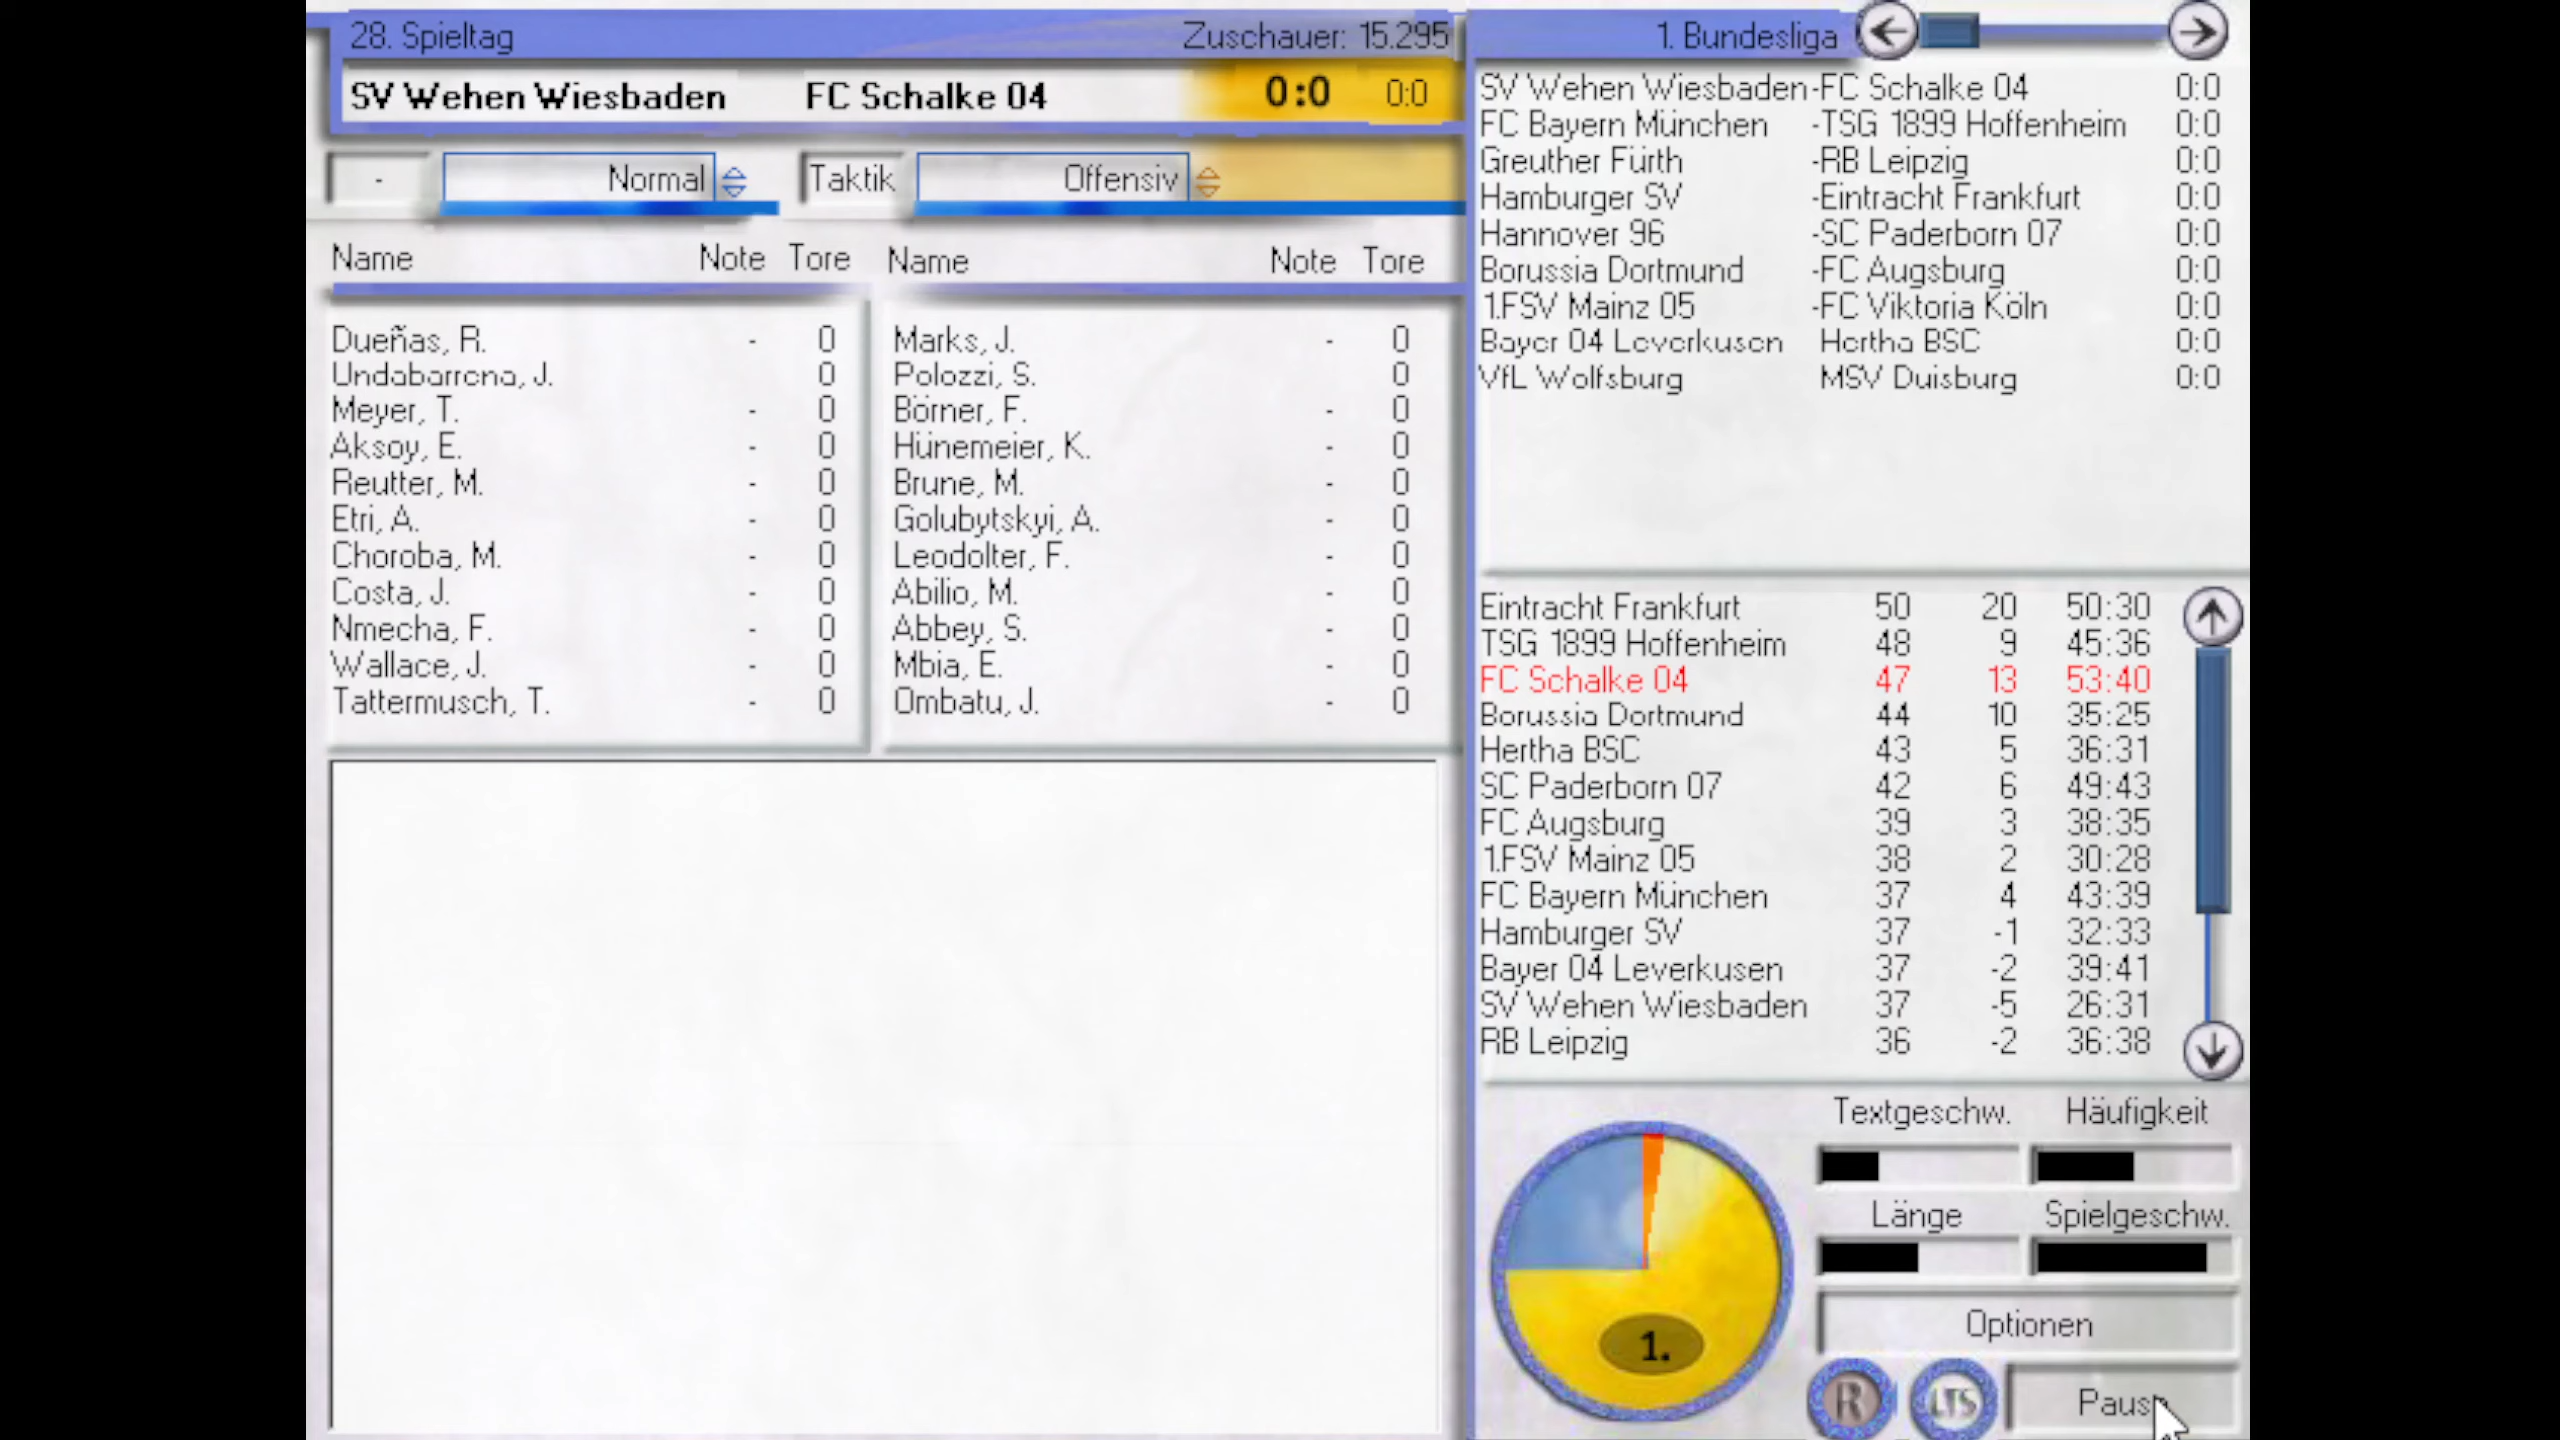 28. Spieltag Zuschauer: 15.295
SV Wehen Wiesbaden FC Schalke 04 0:0 0:0
- Normal Taktik Offensiv
Name Note Tore Name Note Tore
Dueñas, R. - 0 Marks, J. - 0
Undabarrena, J. 0 Polozzi, S. 0
Meyer, T. - 0 Börner, F. - 0
Aksoy, E. - 0 Hünemeier, K. - 0
Reutter, M. - 0 Brune, M. - 0
Etri, A. - 0 Golubytskyi, A. - 0
Choroba, M. - 0 Leodolter, F. - 0
Costa, J. - 0 Abilio, M. - 0
Nmecha, F. - 0 Abbey, S. - 0
Wallace, J. - 0 Mbia, E. - 0
Tattermusch, T. - 0 Ombatu, J. - 0
1. Bundesliga
SV Wehen Wiesbaden -FC Schalke 04 0:0
FC Bayern München -TSG 1899 Hoffenheim 0:0
Greuther Fürth -RB Leipzig 0:0
Hamburger SV -Eintracht Frankfurt 0:0
Hannover 96 -SC Paderborn 07 0:0
Borussia Dortmund -FC Augsburg 0:0
1.FSV Mainz 05 -FC Viktoria Köln 0:0
Bayer 04 Leverkusen Hertha BSC 0:0
VfL Wolfsburg MSV Duisburg 0:0
Eintracht Frankfurt 50 20 50:30
TSG 1899 Hoffenheim 48 9 45:36
FC Schalke 04 47 13 53:40
Borussia Dortmund 44 10 35:25
Hertha BSC 43 5 36:31
SC Paderborn 07 42 6 49:43
FC Augsburg 39 3 38:35
1.FSV Mainz 05 38 2 30:28
FC Bayern München 37 4 43:39
Hamburger SV 37 -1 32:33
Bayer 04 Leverkusen 37 -2 39:41
SV Wehen Wiesbaden 37 -5 26:31
RB Leipzig 36 -2 36:38
Textgeschw. Häufigkeit
Länge Spielgeschw.
Optionen
1.
R LTS Pause